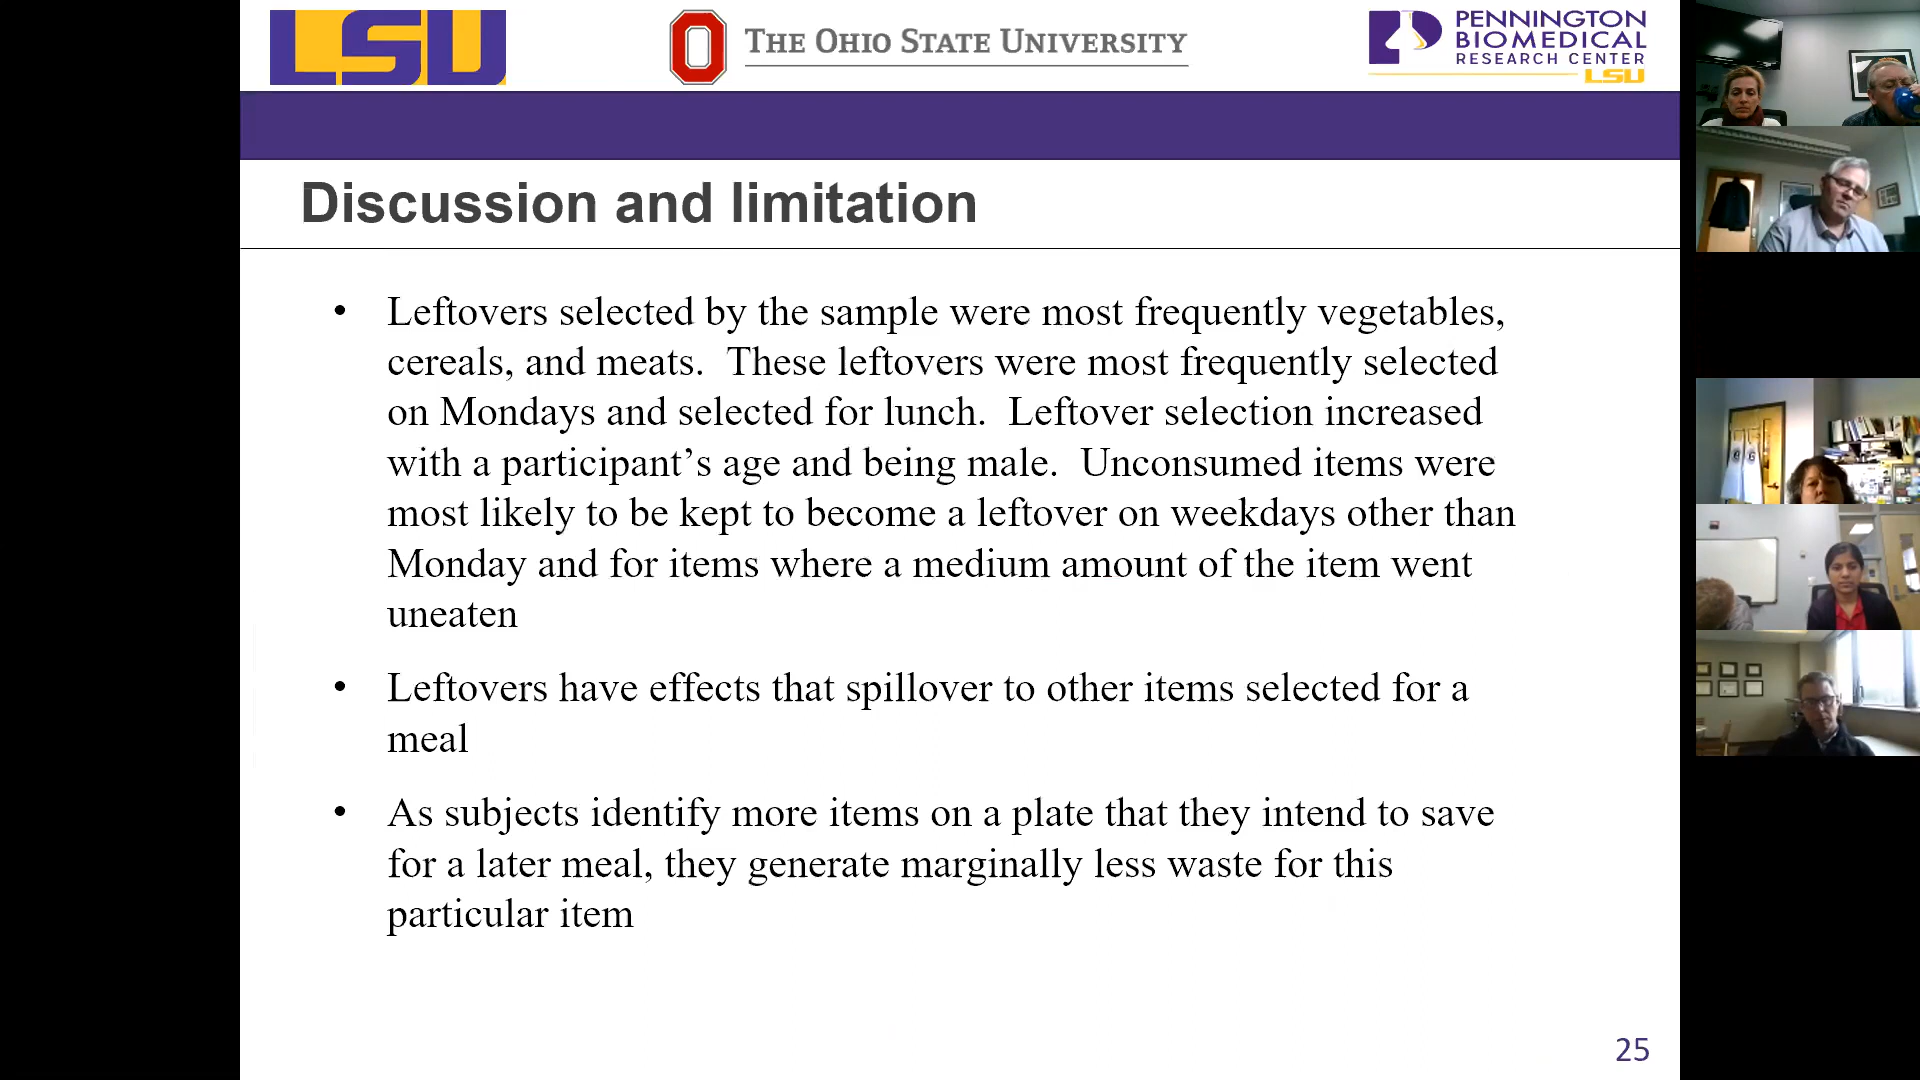 LSU
THE OHIO STATE UNIVERSITY
PENNINGTON
BIOMEDICAL
RESEARCH CENTER
LSU
Discussion and limitation
• Leftovers selected by the sample were most frequently vegetables,
cereals, and meats.  These leftovers were most frequently selected
on Mondays and selected for lunch.  Leftover selection increased
with a participant’s age and being male.  Unconsumed items were
most likely to be kept to become a leftover on weekdays other than
Monday and for items where a medium amount of the item went
uneaten
• Leftovers have effects that spillover to other items selected for a
meal
• As subjects identify more items on a plate that they intend to save
for a later meal, they generate marginally less waste for this
particular item
25